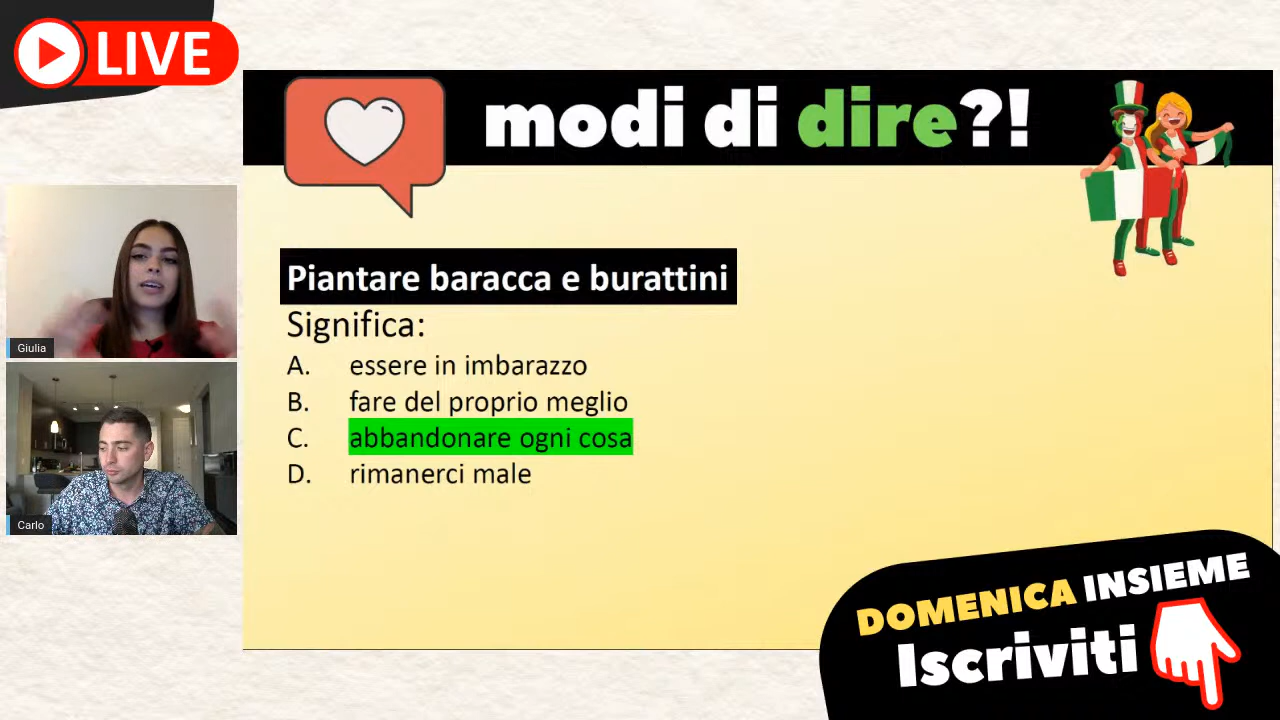 LIVE
modi di dire?!
Piantare baracca e burattini
Significa:
A. essere in imbarazzo
B. fare del proprio meglio
C. abbandonare ogni cosa
D. rimanerci male
Giulia
Carlo
DOMENICA INSIEME
Iscriviti